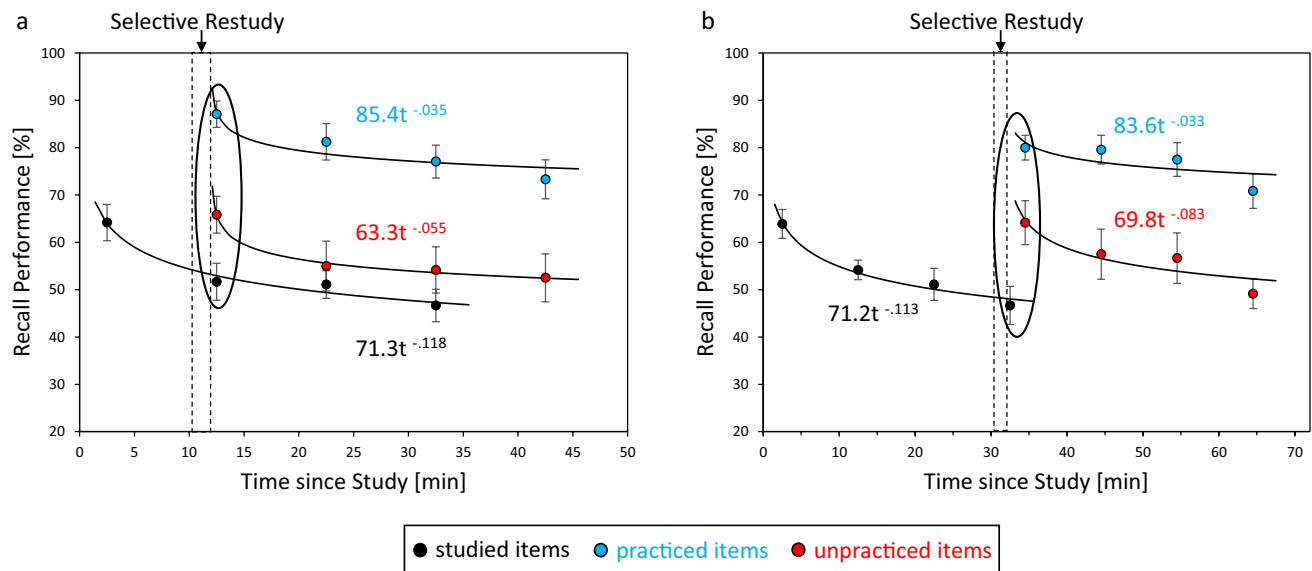 a
Selective Restudy
100
90
80
70
60
50
40
30
20
Recall Performance [%]
85.4t -.035
63.3t -.055
71.3t -.118
0 5 10 15 20 25 30 35 40 45 50
Time since Study [min]
b
Selective Restudy
100
90
80
70
60
50
40
30
20
Recall Performance [%]
83.6t -.033
69.8t -.083
71.2t -.113
0 10 20 30 40 50 60 70
Time since Study [min]
studied items practiced items unpracticed items